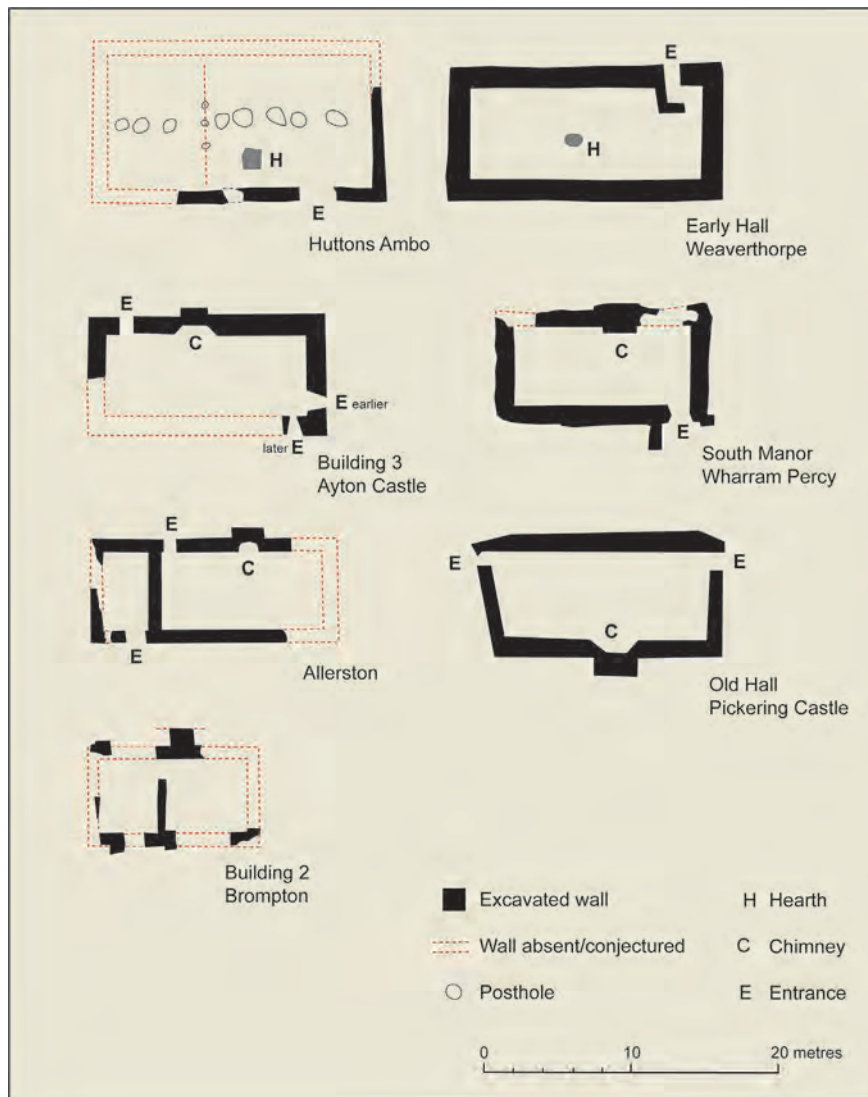 E
H
E
Huttons Ambo
E
H
Early Hall
Weaverthorpe
E
C
E earlier
later E
Building 3
Ayton Castle
C
E
South Manor
Wharram Percy
E
C
E
Allerston
E
E
C
Old Hall
Pickering Castle
Building 2
Brompton
Excavated wall
H Hearth
Wall absent/conjectured
C Chimney
Posthole
E Entrance
0 10 20 metres